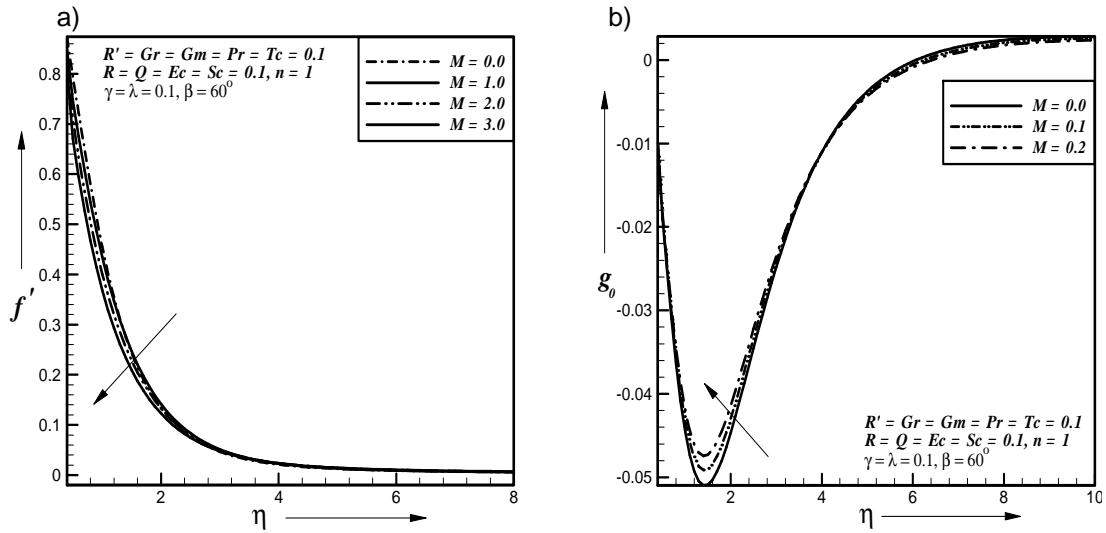 a)
R' = Gr = Gm = Pr = Tc = 0.1
R = Q = Ec = Sc = 0.1, n = 1
γ = λ = 0.1, β = 60°
M = 0.0
M = 1.0
M = 2.0
M = 3.0
0.8
0.7
0.6
0.5
0.4
0.3
0.2
0.1
0
f'
2
4
6
8
η
b)
M = 0.0
M = 0.1
M = 0.2
0
-0.01
-0.02
-0.03
-0.04
-0.05
g₀
R' = Gr = Gm = Pr = Tc = 0.1
R = Q = Ec = Sc = 0.1, n = 1
γ = λ = 0.1, β = 60°
2
4
6
8
10
η